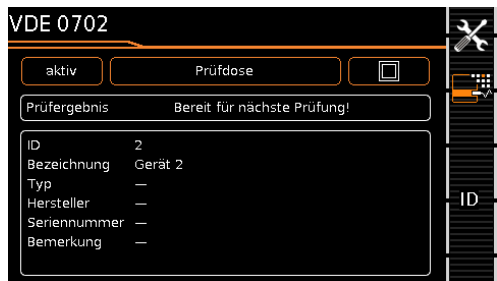 VDE 0702
aktiv Prüfdose
Prüfergebnis Bereit für nächste Prüfung!
ID 2
Bezeichnung Gerät 2
Typ —
Hersteller —
Seriennummer —
Bemerkung —
ID